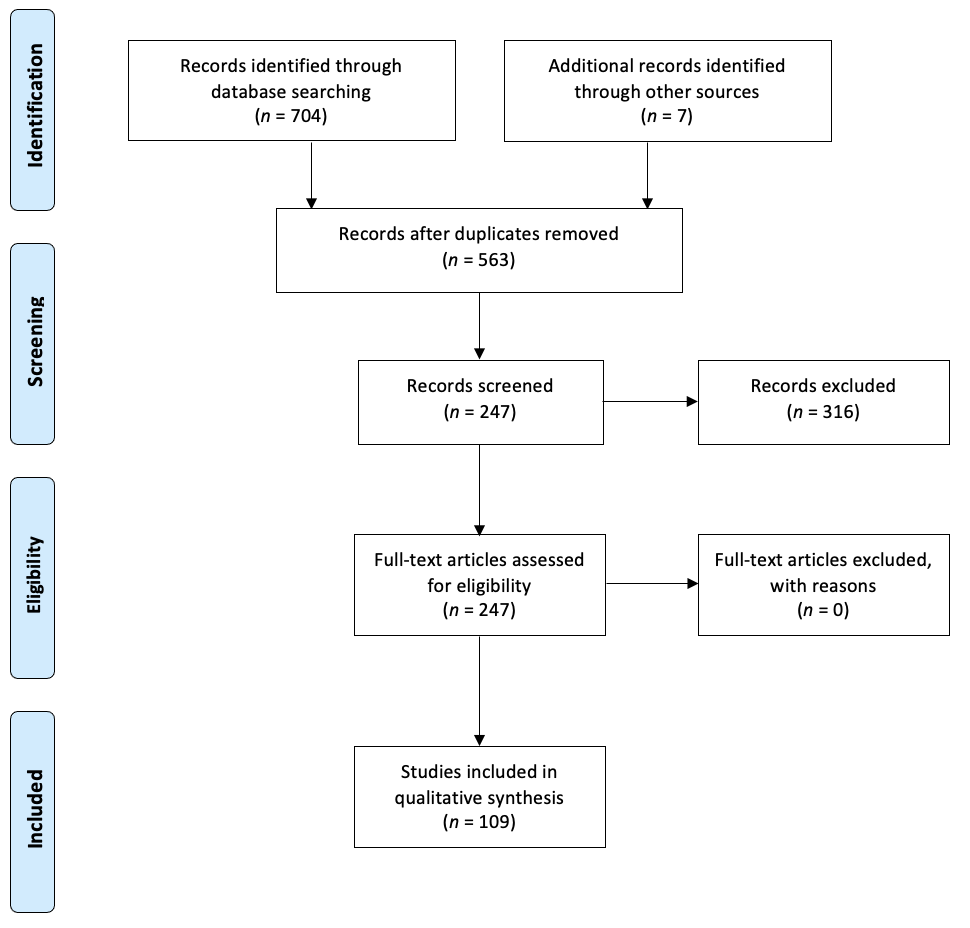 Identification
Records identified through
database searching
(n = 704)
Additional records identified
through other sources
(n = 7)
Records after duplicates removed
(n = 563)
Screening
Records screened
(n = 247)
Records excluded
(n = 316)
Eligibility
Full-text articles assessed
for eligibility
(n = 247)
Full-text articles excluded,
with reasons
(n = 0)
Included
Studies included in
qualitative synthesis
(n = 109)